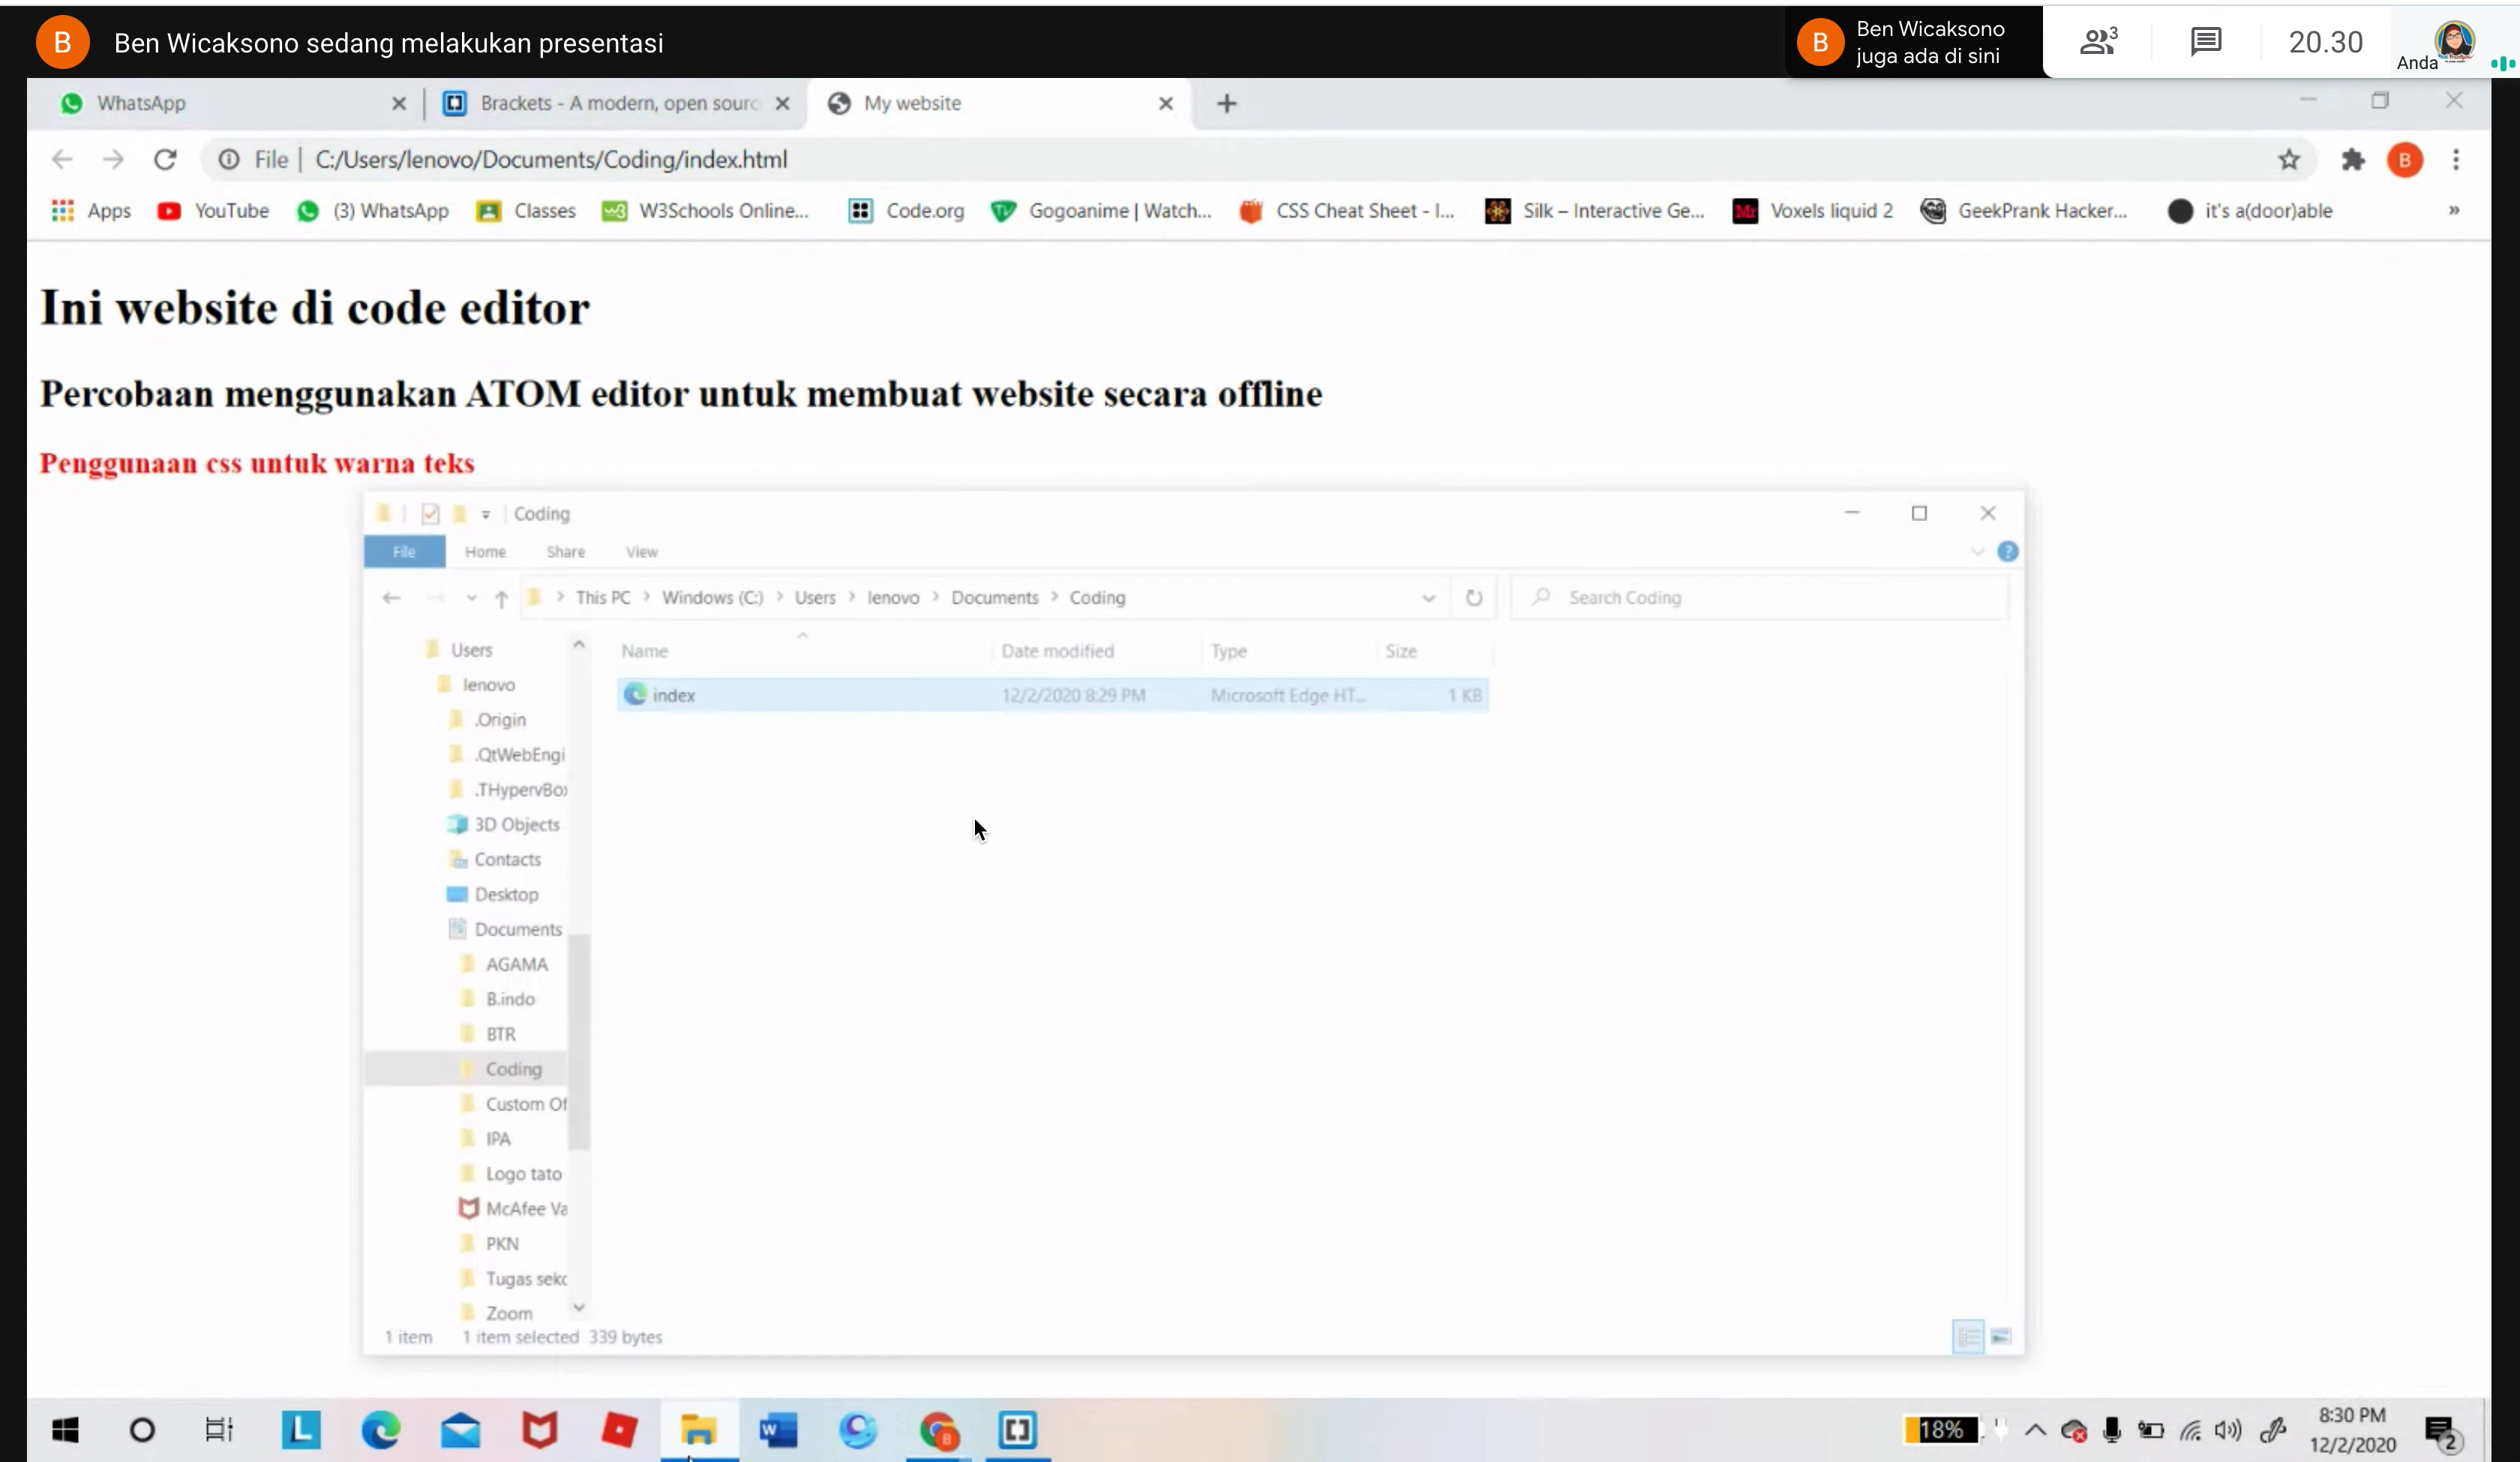 B Ben Wicaksono sedang melakukan presentasi
B Ben Wicaksono
juga ada di sini
3
20.30
Anda
WhatsApp
Brackets - A modern, open sourc
My website
File | C:/Users/lenovo/Documents/Coding/index.html
B
Apps YouTube (3) WhatsApp Classes W3Schools Online... Code.org Gogoanime | Watch... CSS Cheat Sheet - I... Silk – Interactive Ge... Voxels liquid 2 GeekPrank Hacker... it's a(door)able »
Ini website di code editor
Percobaan menggunakan ATOM editor untuk membuat website secara offline
Penggunaan css untuk warna teks
Coding
File Home Share View
This PC > Windows (C:) > Users > lenovo > Documents > Coding
Search Coding
Name Date modified Type Size
index 12/2/2020 8:29 PM Microsoft Edge HT... 1 KB
Users
lenovo
.Origin
.QtWebEngi
.THypervBox
3D Objects
Contacts
Desktop
Documents
AGAMA
B.indo
BTR
Coding
Custom Of
IPA
Logo tato
McAfee Va
PKN
Tugas seko
Zoom
1 item 1 item selected 339 bytes
18%
8:30 PM
12/2/2020
2